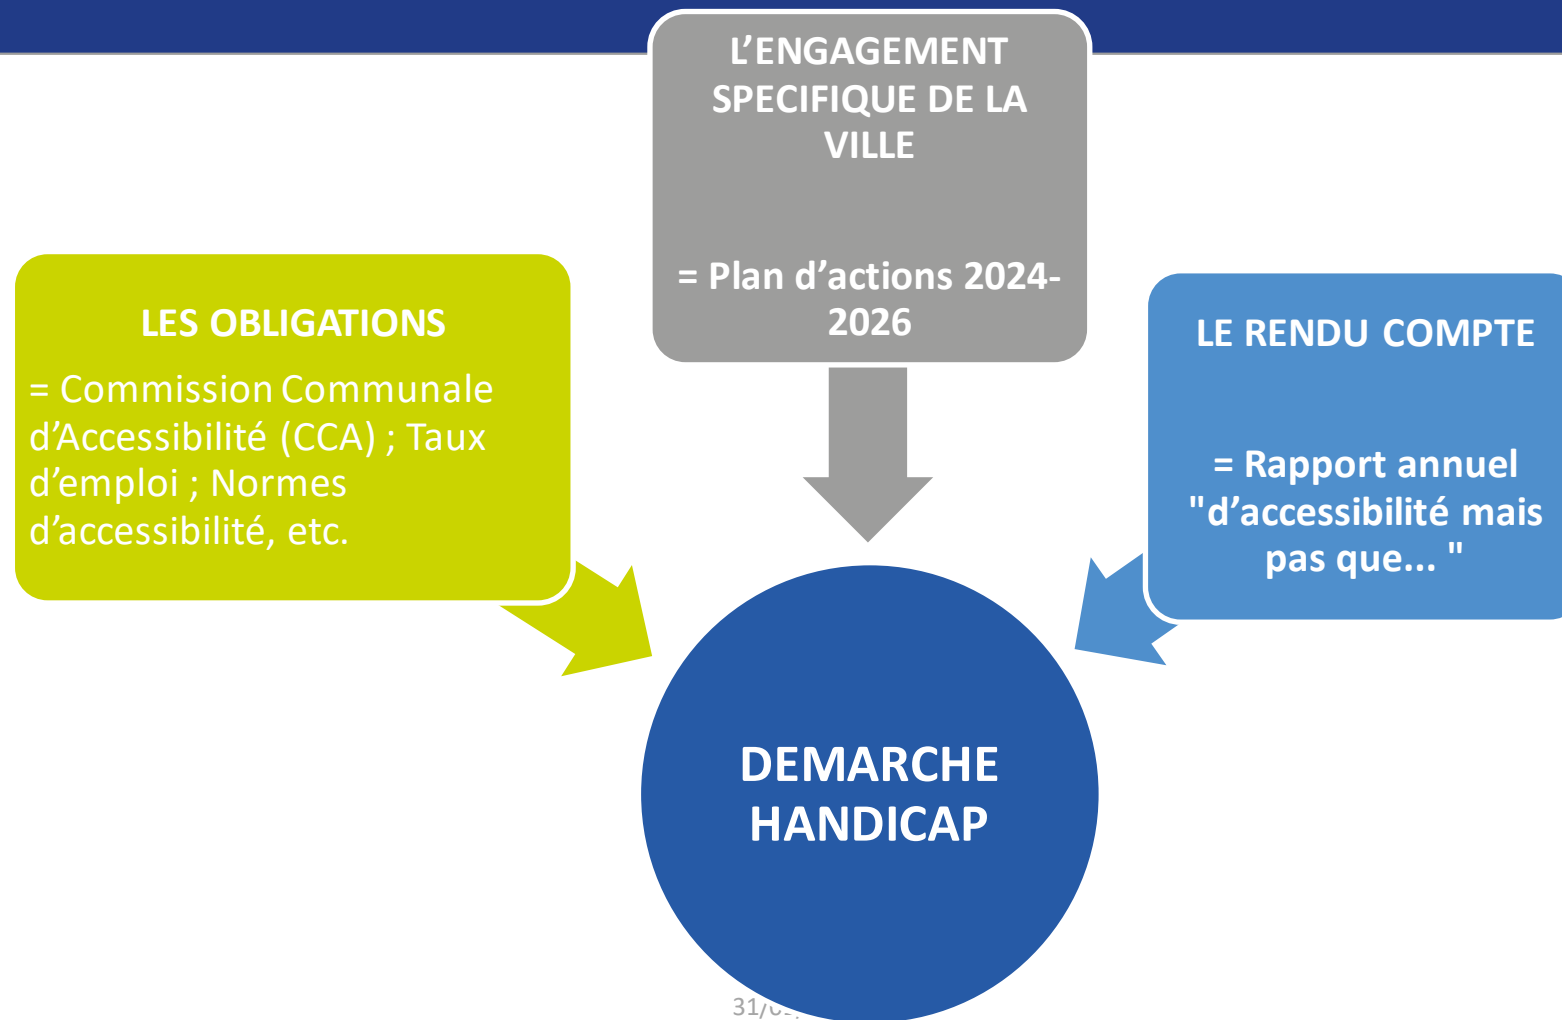 L’ENGAGEMENT
SPECIFIQUE DE LA
VILLE
= Plan d’actions 2024-
2026
LES OBLIGATIONS
= Commission Communale
d’Accessibilité (CCA) ; Taux
d’emploi ; Normes
d’accessibilité, etc.
LE RENDU COMPTE
= Rapport annuel
"d’accessibilité mais
pas que... "
DEMARCHE
HANDICAP
31/